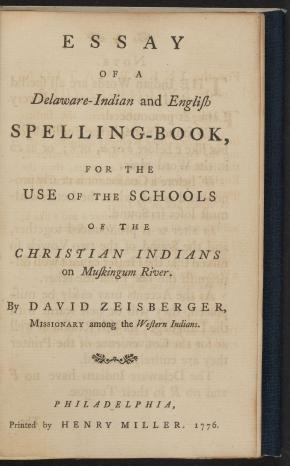 ESSAY
OF A
Delaware-Indian and Engliſh
SPELLING-BOOK,
FOR THE
USE OF THE SCHOOLS
OF THE
CHRISTIAN INDIANS
on Muſkingum River.
By DAVID ZEISBERGER,
MISSIONARY among the Weſtern Indians.
PHILADELPHIA,
Printed by HENRY MILLER. 1776.